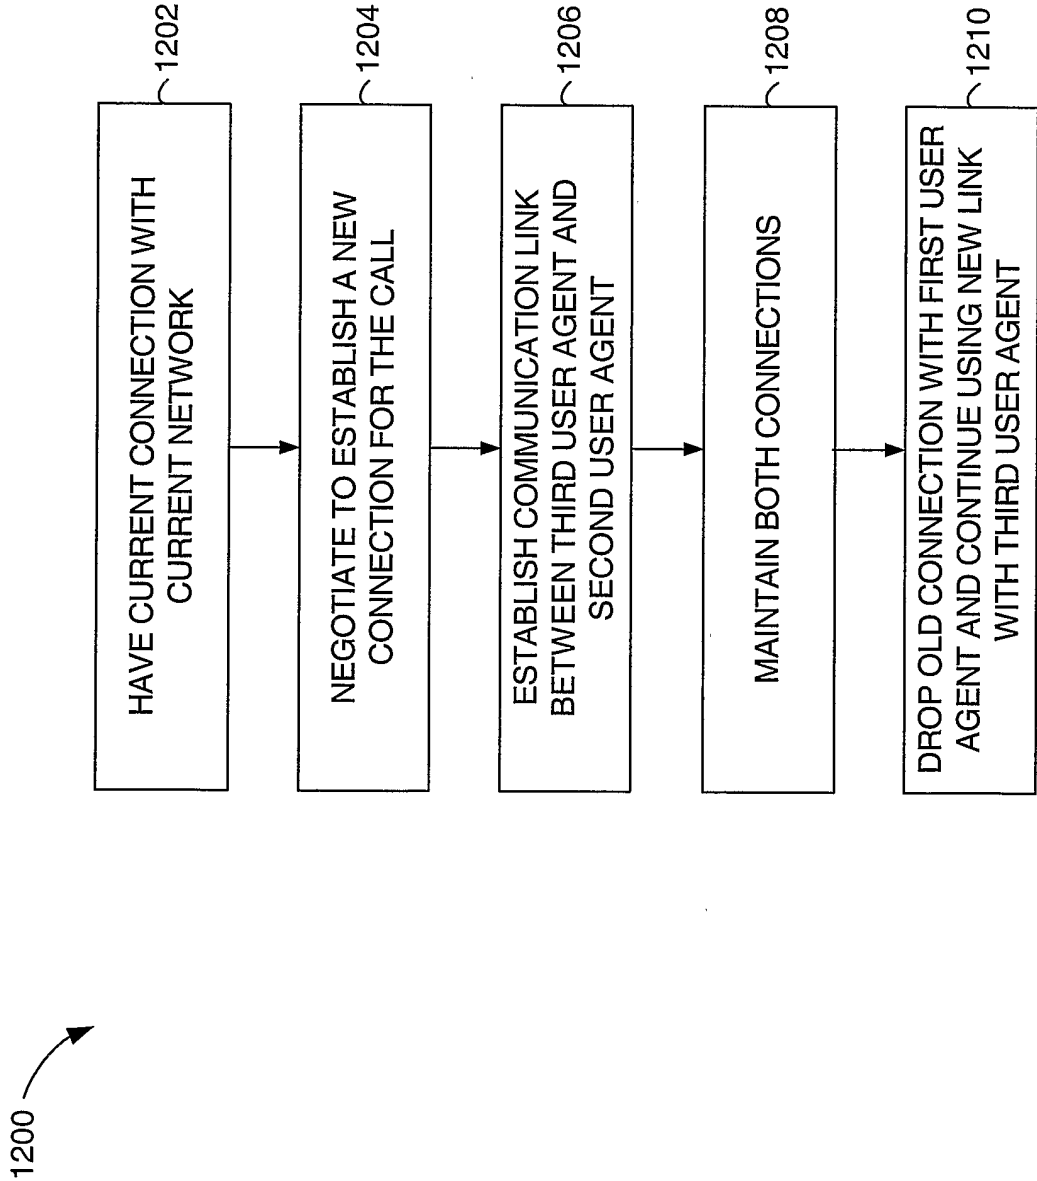 1200
HAVE CURRENT CONNECTION WITH
CURRENT NETWORK
1202
NEGOTIATE TO ESTABLISH A NEW
CONNECTION FOR THE CALL
1204
ESTABLISH COMMUNICATION LINK
BETWEEN THIRD USER AGENT AND
SECOND USER AGENT
1206
MAINTAIN BOTH CONNECTIONS
1208
DROP OLD CONNECTION WITH FIRST USER
AGENT AND CONTINUE USING NEW LINK
WITH THIRD USER AGENT
1210